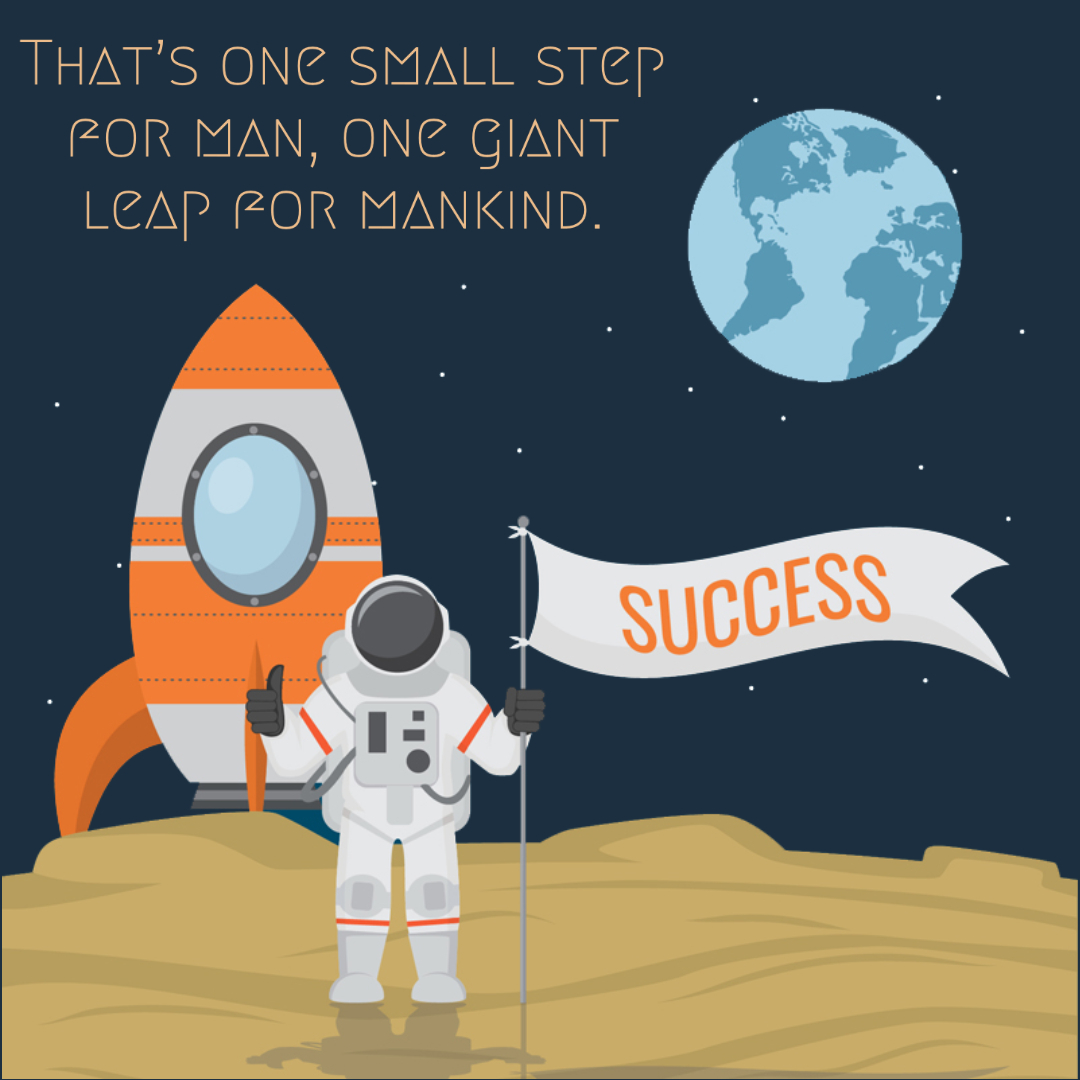 That's one small step
for man, one giant
leap for mankind.
SUCCESS